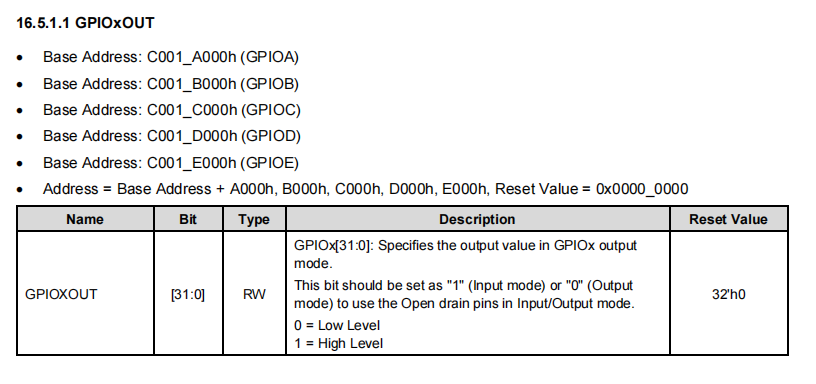 16.5.1.1 GPIOxOUT
• Base Address: C001_A000h (GPIOA)
• Base Address: C001_B000h (GPIOB)
• Base Address: C001_C000h (GPIOC)
• Base Address: C001_D000h (GPIOD)
• Base Address: C001_E000h (GPIOE)
• Address = Base Address + A000h, B000h, C000h, D000h, E000h, Reset Value = 0x0000_0000
Name Bit Type Description Reset Value
GPIOXOUT [31:0] RW
GPIOx[31:0]: Specifies the output value in GPIOx output
mode.
This bit should be set as "1" (Input mode) or "0" (Output
mode) to use the Open drain pins in Input/Output mode.
0 = Low Level
1 = High Level
32'h0